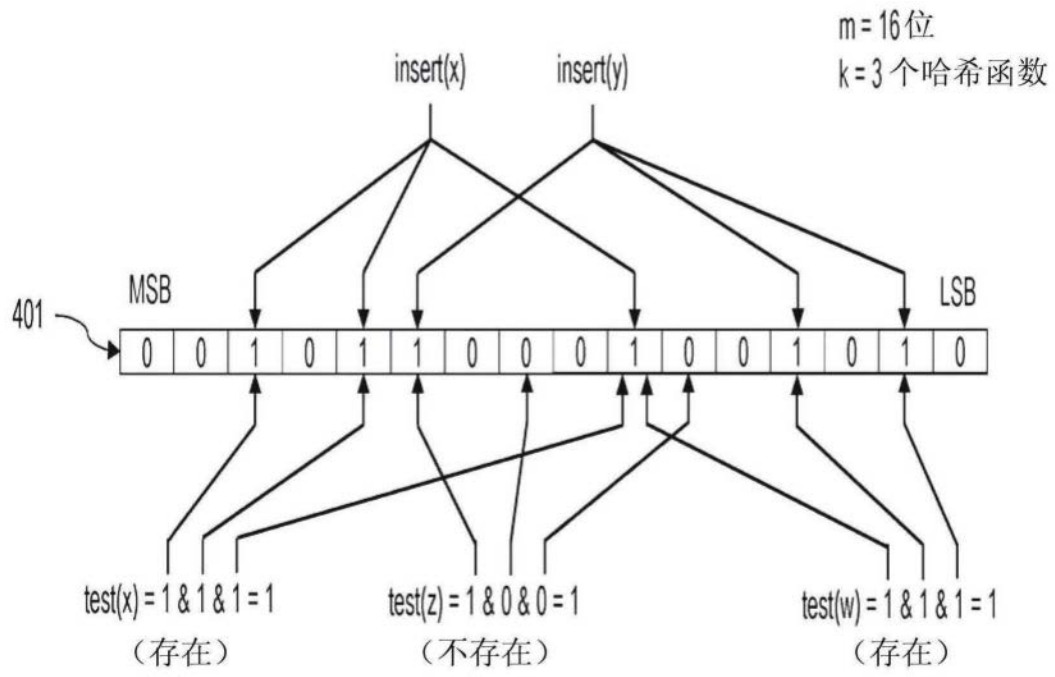 m = 16位
k = 3 个哈希函数
insert(x) insert(y)
MSB LSB
401
0 0 1 0 1 1 0 0 0 1 0 0 1 0 1 0
test(x) = 1 & 1 & 1 = 1 test(z) = 1 & 0 & 0 = 1 test(w) = 1 & 1 & 1 = 1
（存在） （不存在） （存在）